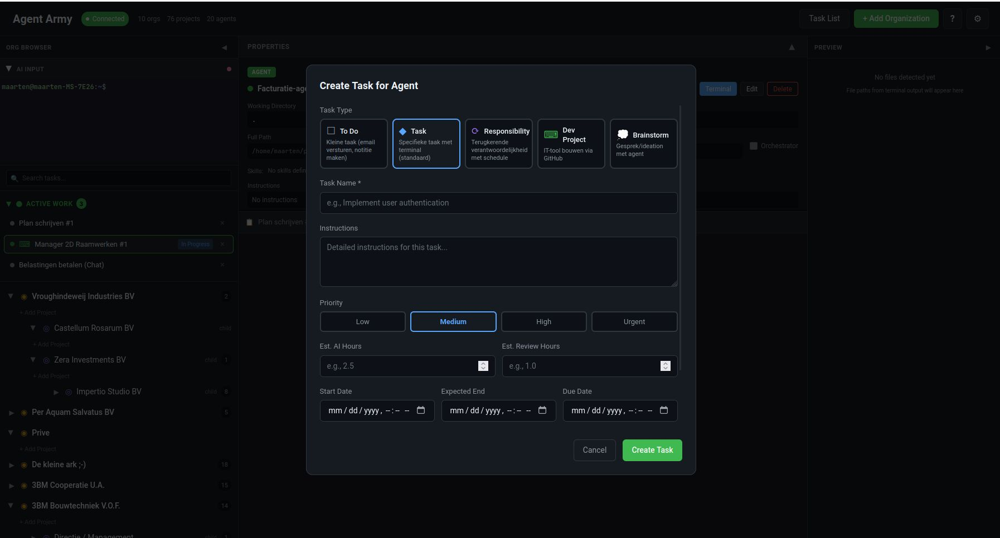 Agent Army
Connected
10 orgs 76 projects 20 agents
Task List
+ Add Organization
?
ORG BROWSER
AI INPUT
maarten@maarten-MS-7E26:~$
Search tasks...
ACTIVE WORK 3
Plan schrijven #1 ×
Manager 2D Raamwerken #1 In Progress ×
Belastingen betalen (Chat) ×
Vroughindeweij Industries BV 2
+ Add Project
Castellum Rosarum BV child
+ Add Project
Zera Investments BV child 1
+ Add Project
Impertio Studio BV child 8
Per Aquam Salvatus BV 5
Prive
+ Add Project
De kleine ark ;-) 18
3BM Cooperatie U.A. 15
3BM Bouwtechniek V.O.F. 14
+ Add Project
Directie / Management child 1
PROPERTIES
AGENT
Facturatie-age
Terminal Edit Delete
Working Directory
.
Full Path
/home/maarten/p
Orchestrator
Skills: No skills defin
Instructions
No instructions
Plan schrijven
Create Task for Agent
Task Type
To Do
Kleine taak (email
versturen, notitie
maken)
Task
Specifieke taak met
terminal
(standaard)
Responsibility
Terugkerende
verantwoordelijkheid
met schedule
Dev
Project
IT-tool bouwen via
GitHub
Brainstorm
Gesprek/ideation
met agent
Task Name *
e.g., Implement user authentication
Instructions
Detailed instructions for this task...
Priority
Low Medium High Urgent
Est. AI Hours Est. Review Hours
e.g., 2.5 e.g., 1.0
Start Date Expected End Due Date
mm/dd/yyyy, --:-- -- mm/dd/yyyy, --:-- -- mm/dd/yyyy, --:-- --
Cancel Create Task
PREVIEW
No files detected yet
File paths from terminal output will appear here